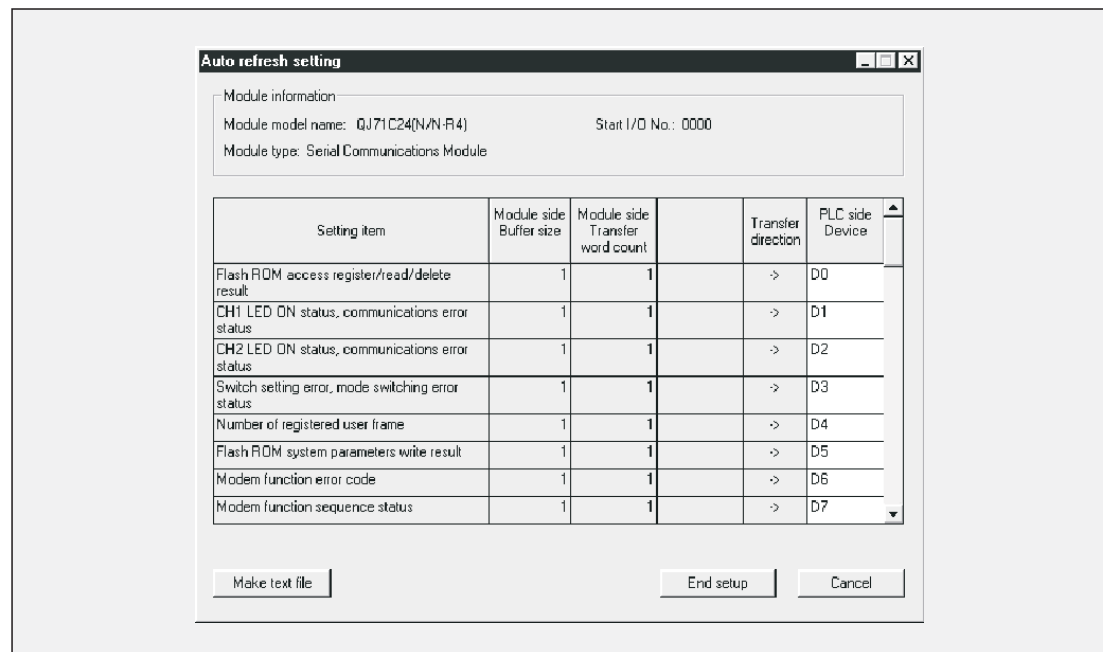 Auto refresh setting
Module information
Module model name: QJ71C24(N/N-R4) Start I/O No.: 0000
Module type: Serial Communications Module
Setting item Module side Buffer size Module side Transfer word count Transfer direction PLC side Device
Flash ROM access register/read/delete result 1 1 -> D0
CH1 LED ON status, communications error status 1 1 -> D1
CH2 LED ON status, communications error status 1 1 -> D2
Switch setting error, mode switching error status 1 1 -> D3
Number of registered user frame 1 1 -> D4
Flash ROM system parameters write result 1 1 -> D5
Modem function error code 1 1 -> D6
Modem function sequence status 1 1 -> D7
Make text file End setup Cancel